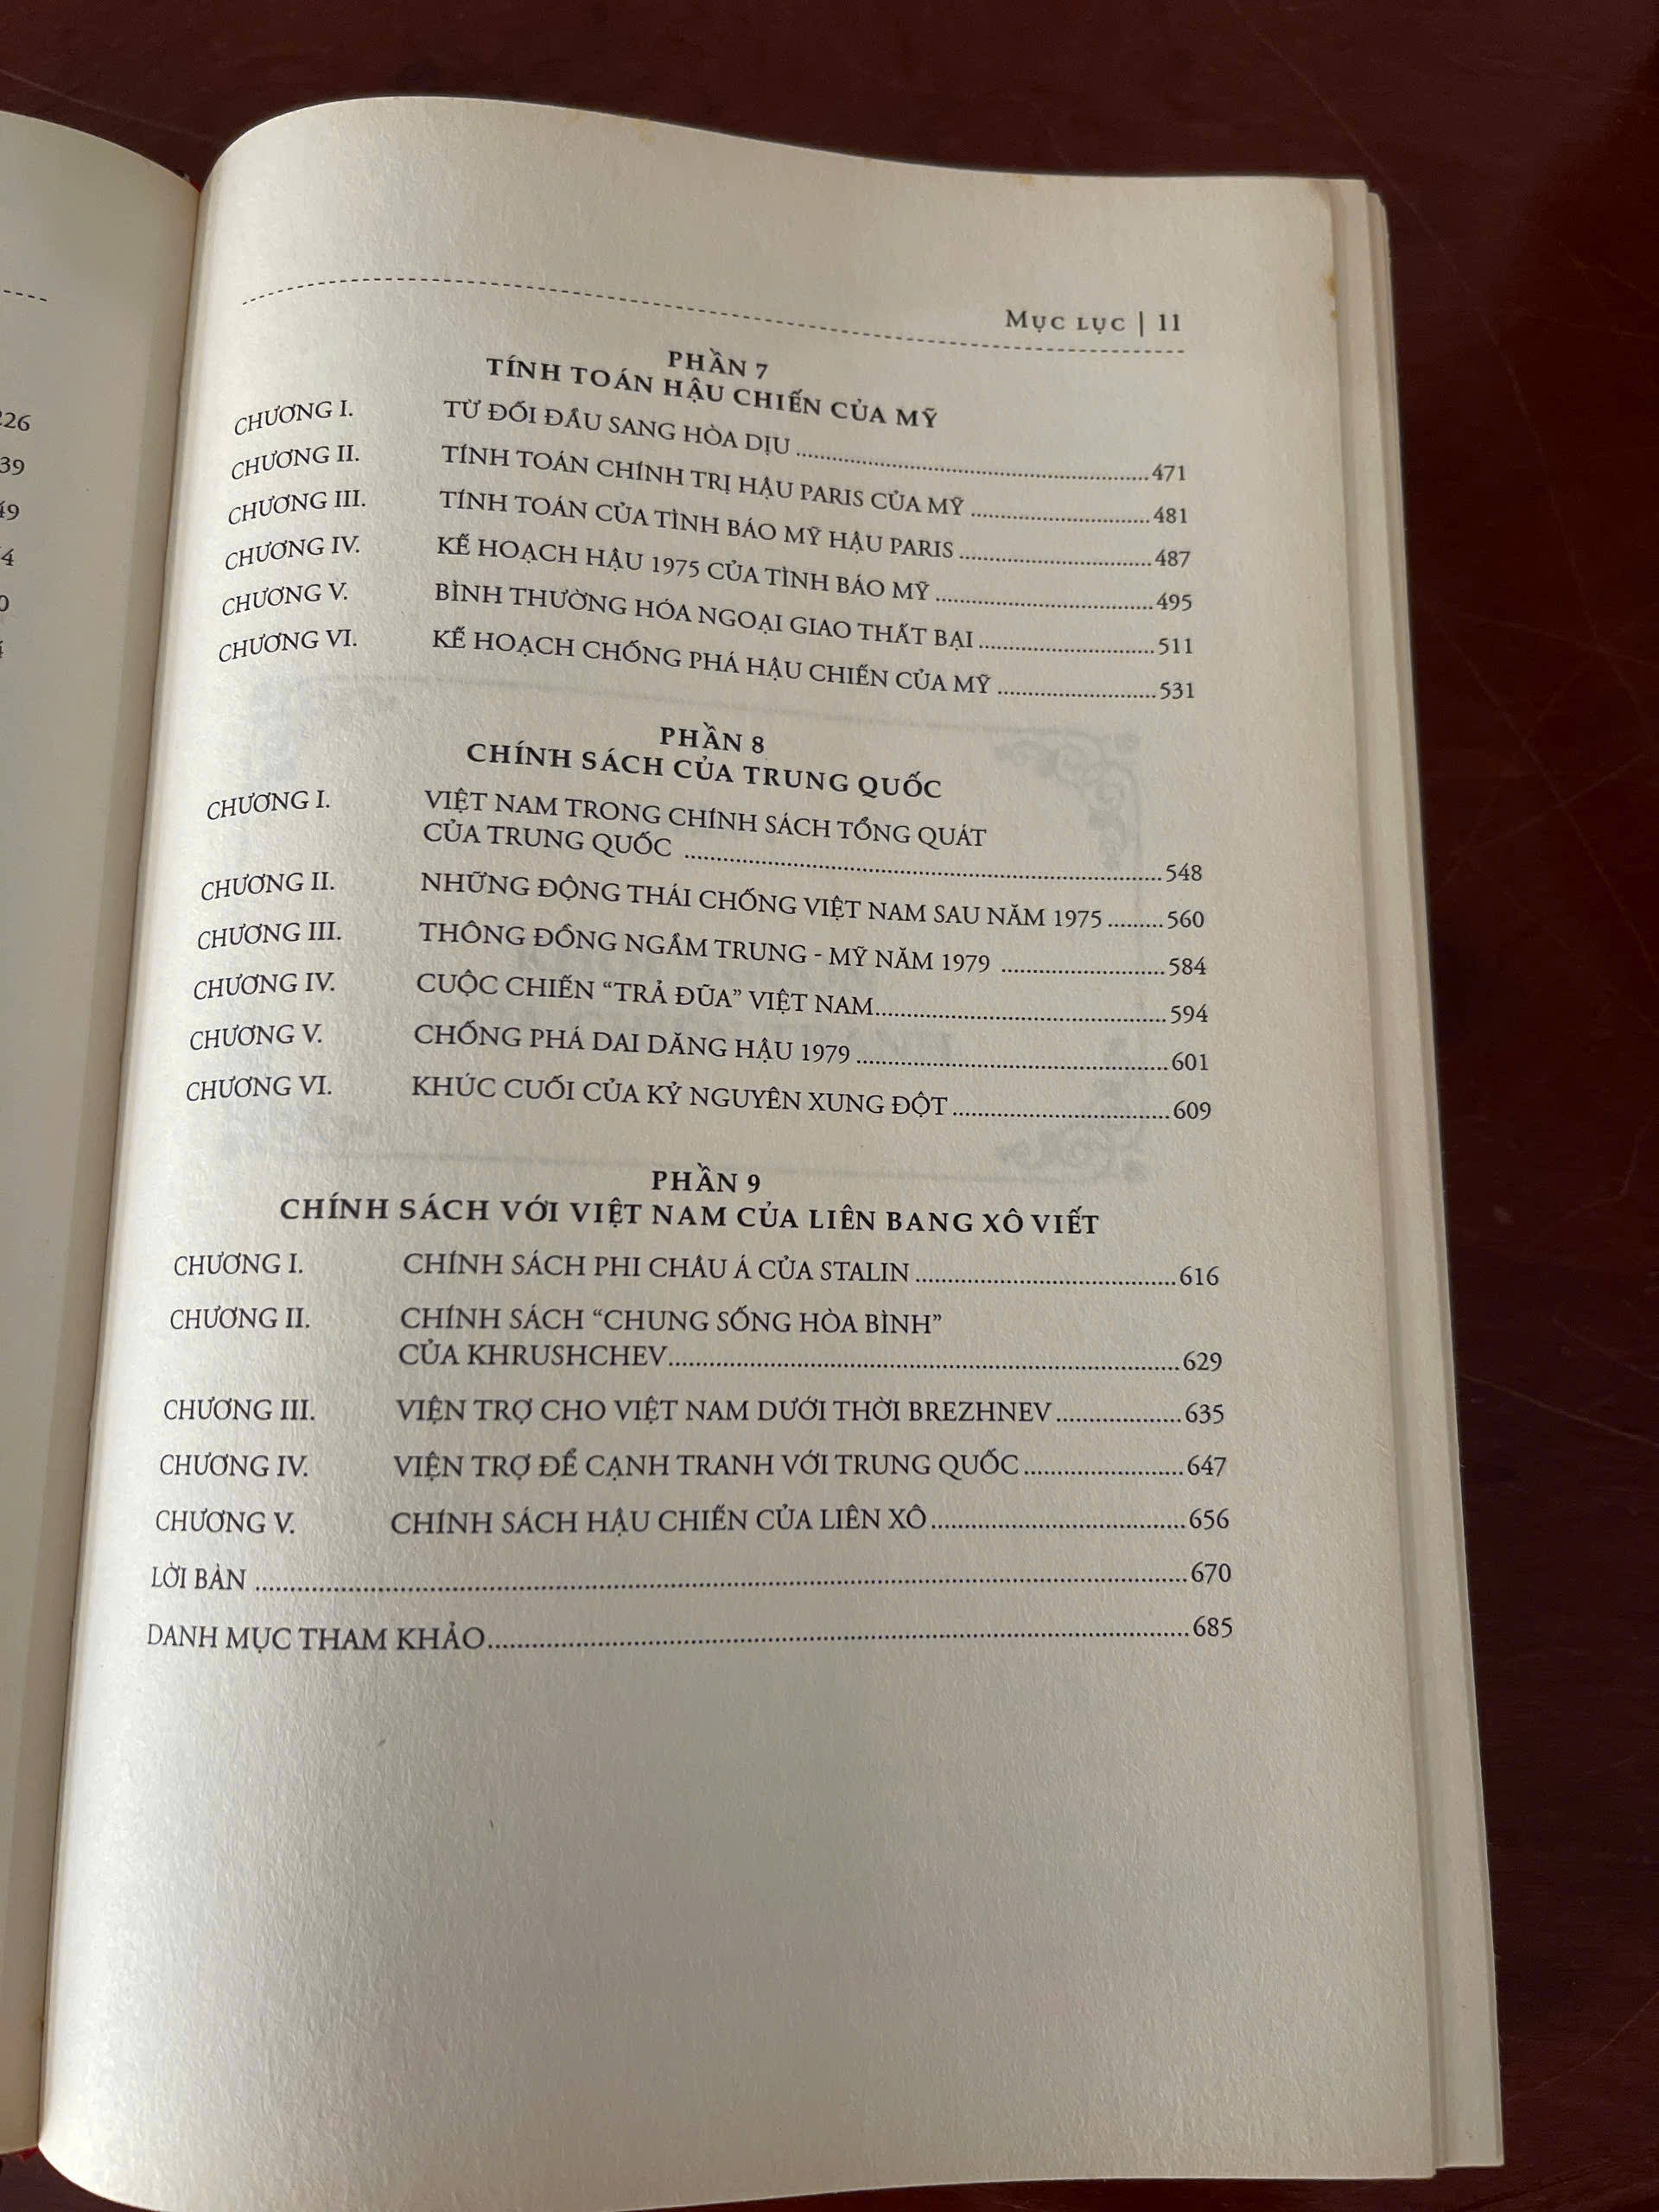 226
39
49
Mục lục | 11
PHẦN 7
TÍNH TOÁN HẬU CHIẾN CỦA MỸ
CHƯƠNG I. TỪ ĐỐI ĐẦU SANG HÒA DỊU ........ 471
CHƯƠNG II. TÍNH TOÁN CHÍNH TRỊ HẬU PARIS CỦA MỸ ........ 481
CHƯƠNG III. TÍNH TOÁN CỦA TÌNH BÁO MỸ HẬU PARIS ........ 487
CHƯƠNG IV. KẾ HOẠCH HẬU 1975 CỦA TÌNH BÁO MỸ ........ 495
CHƯƠNG V. BÌNH THƯỜNG HÓA NGOẠI GIAO THẤT BẠI ........ 511
CHƯƠNG VI. KẾ HOẠCH CHỐNG PHÁ HẬU CHIẾN CỦA MỸ ........ 531
PHẦN 8
CHÍNH SÁCH CỦA TRUNG QUỐC
CHƯƠNG I. VIỆT NAM TRONG CHÍNH SÁCH TỔNG QUÁT
CỦA TRUNG QUỐC ........ 548
CHƯƠNG II. NHỮNG ĐỘNG THÁI CHỐNG VIỆT NAM SAU NĂM 1975 ........ 560
CHƯƠNG III. THÔNG ĐỒNG NGẦM TRUNG - MỸ NĂM 1979 ........ 584
CHƯƠNG IV. CUỘC CHIẾN “TRẢ ĐŨA” VIỆT NAM ........ 594
CHƯƠNG V. CHỐNG PHÁ DAI DẲNG HẬU 1979 ........ 601
CHƯƠNG VI. KHÚC CUỐI CỦA KỶ NGUYÊN XUNG ĐỘT ........ 609
PHẦN 9
CHÍNH SÁCH VỚI VIỆT NAM CỦA LIÊN BANG XÔ VIẾT
CHƯƠNG I. CHÍNH SÁCH PHI CHÂU Á CỦA STALIN ........ 616
CHƯƠNG II. CHÍNH SÁCH “CHUNG SỐNG HÒA BÌNH”
CỦA KHRUSHCHEV ........ 629
CHƯƠNG III. VIỆN TRỢ CHO VIỆT NAM DƯỚI THỜI BREZHNEV ........ 635
CHƯƠNG IV. VIỆN TRỢ ĐỂ CẠNH TRANH VỚI TRUNG QUỐC ........ 647
CHƯƠNG V. CHÍNH SÁCH HẬU CHIẾN CỦA LIÊN XÔ ........ 656
LỜI BÀN ........ 670
DANH MỤC THAM KHẢO ........ 685